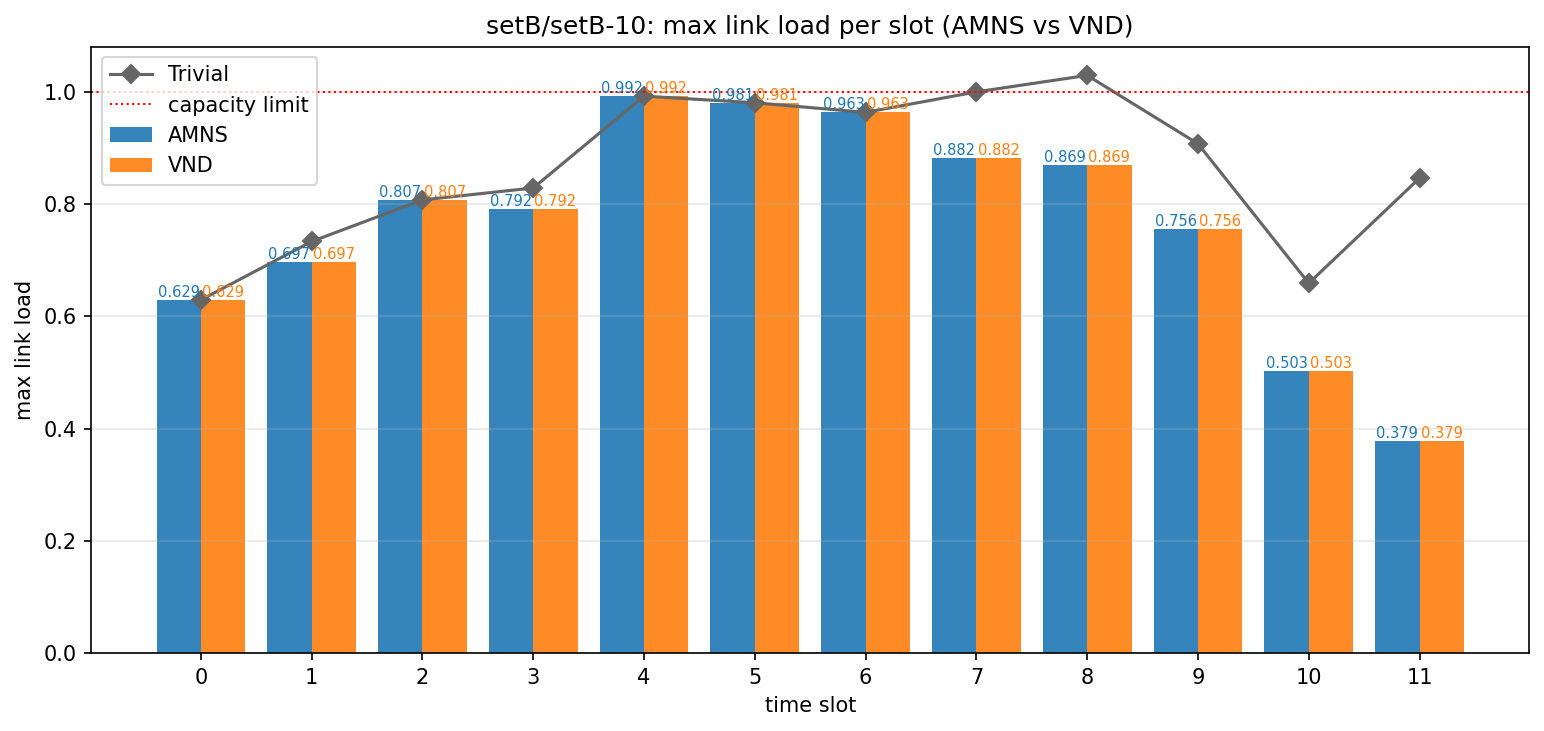 setB/setB-10: max link load per slot (AMNS vs VND)
Trivial
capacity limit
AMNS
VND
max link load
1.0
0.8
0.6
0.4
0.2
0.0
0.629 0.629
0.697 0.697
0.807 0.807
0.792 0.792
0.992 0.992
0.981 0.981
0.963 0.963
0.882 0.882
0.869 0.869
0.756 0.756
0.503 0.503
0.379 0.379
0 1 2 3 4 5 6 7 8 9 10 11
time slot